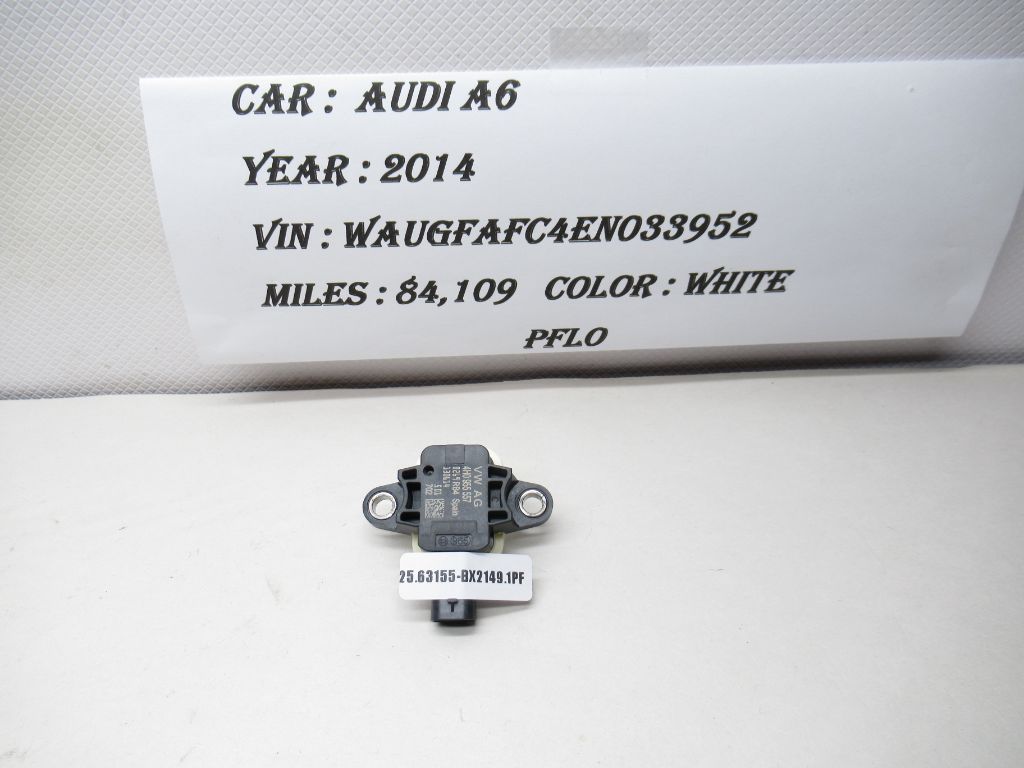 CAR : AUDI A6
YEAR : 2014
VIN : WAUGFAFC4EN033952
MILES : 84,109 COLOR : WHITE
PFLO
VW AG
4H0 955 557
Spain
702
25.63155-BX2149.1PF